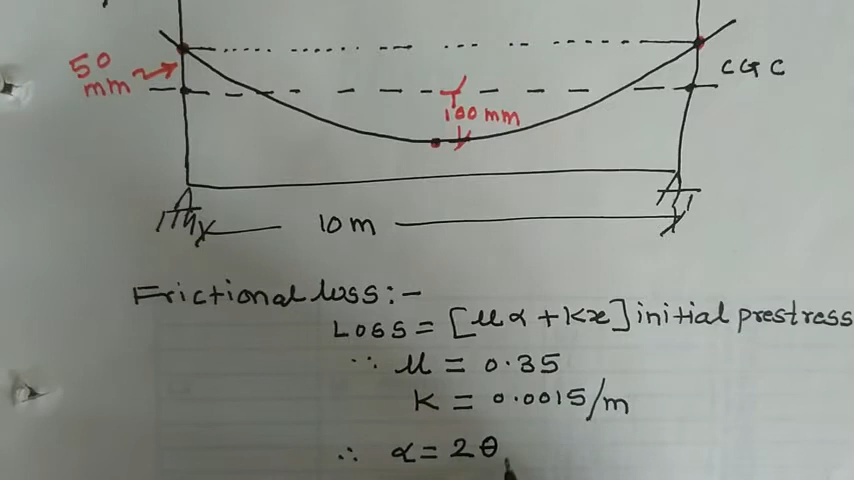 50
mm
CGC
100 mm
10 m
Frictional loss:-
Loss = [μα + kx] initial prestress
∴ μ = 0.35
K = 0.0015/m
∴ α = 2θ